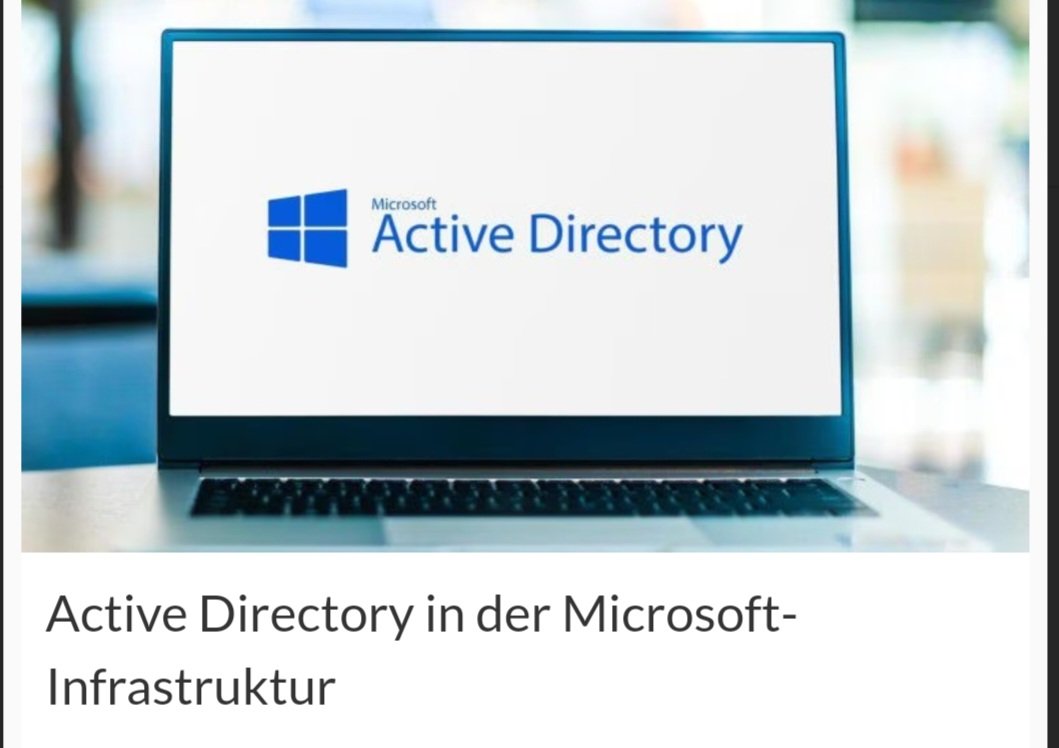 Microsoft
Active Directory
Active Directory in der Microsoft-
Infrastruktur